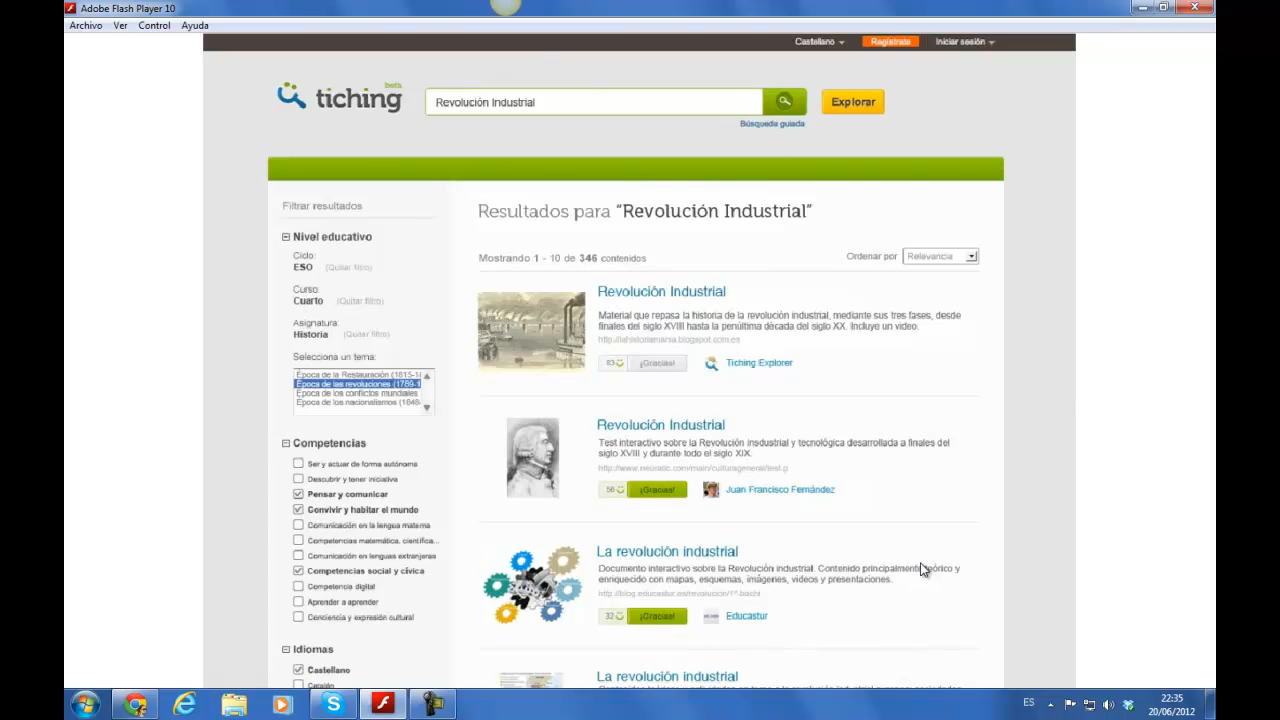 Adobe Flash Player 10
Archivo Ver Control Ayuda
Castellano Regístrate Iniciar sesión
tiching beta
Revolución Industrial
Explorar
Búsqueda guiada
Filtrar resultados
Nivel educativo
Ciclo:
ESO (Quitar filtro)
Curso:
Cuarto (Quitar filtro)
Asignatura:
Historia (Quitar filtro)
Selecciona un tema:
Época de la Restauración (1815-1
Época de las revoluciones (1789-1
Época de los conflictos mundiales
Época de los nacionalismos (1848-
Competencias
Ser y actuar de forma autónoma
Descubrir y tener iniciativa
Pensar y comunicar
Convivir y habitar el mundo
Comunicación en la lengua materna
Competencias matemática, científica...
Comunicación en lenguas extranjeras
Competencias social y cívica
Competencia digital
Aprender a aprender
Conciencia y expresión cultural
Idiomas
Castellano
Catalán
Resultados para “Revolución Industrial”
Mostrando 1 - 10 de 346 contenidos
Ordenar por Relevancia
Revolución Industrial
Material que repasa la historia de la revolución industrial, mediante sus tres fases, desde
finales del siglo XVIII hasta la penúltima década del siglo XX. Incluye un video.
83 ¡Gracias! Tiching Explorer
Revolución Industrial
Test interactivo sobre la Revolución insdustrial y tecnológica desarrollada a finales del
siglo XVIII y durante todo el siglo XIX.
56 ¡Gracias! Juan Francisco Fernández
La revolución industrial
Documento interactivo sobre la Revolución industrial. Contenido principalmente teórico y
enriquecido con mapas, esquemas, imágenes, videos y presentaciones.
32 ¡Gracias! Educastur
La revolución industrial
ES
22:35
20/06/2012